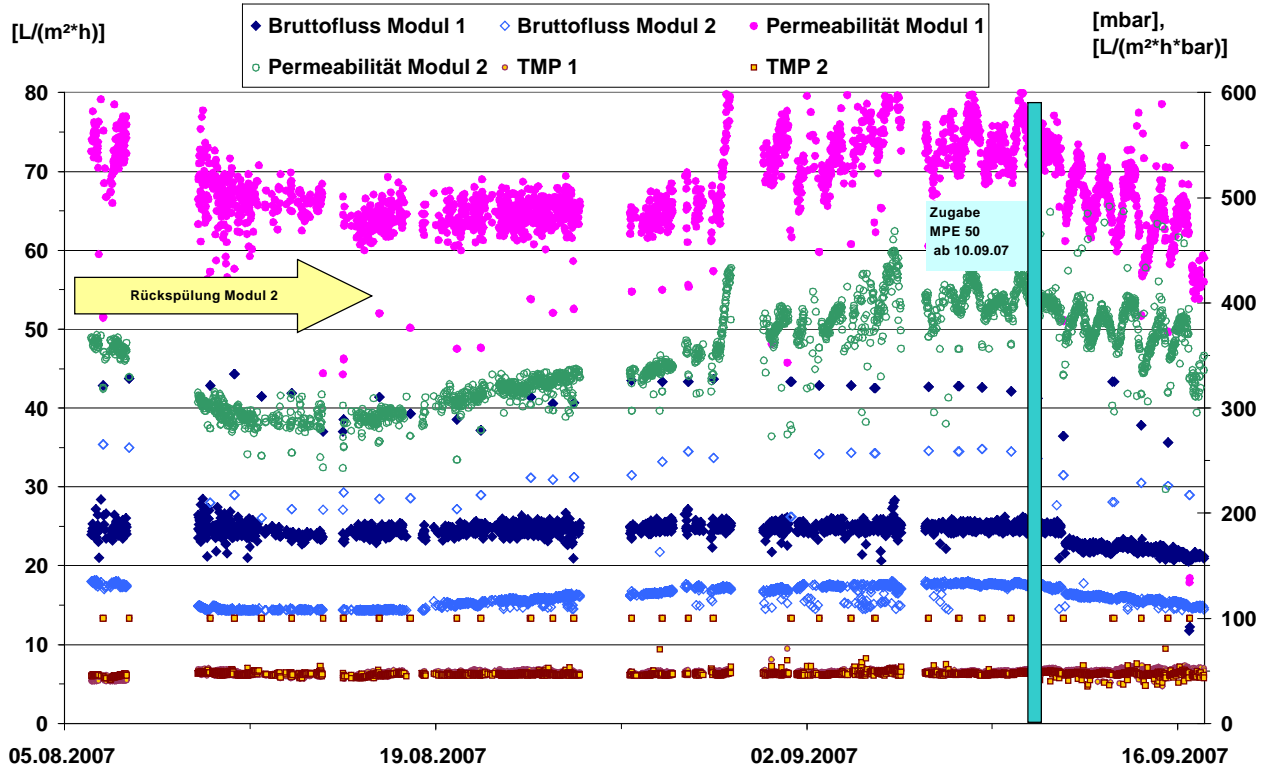 [L/(m²*h)]
Bruttofluss Modul 1
Bruttofluss Modul 2
Permeabilität Modul 1
Permeabilität Modul 2
TMP 1
TMP 2
[mbar],
[L/(m²*h*bar)]
80
70
60
50
40
30
20
10
0
600
500
400
300
200
100
0
Rückspülung Modul 2
Zugabe
MPE 50
ab 10.09.07
05.08.2007
19.08.2007
02.09.2007
16.09.2007